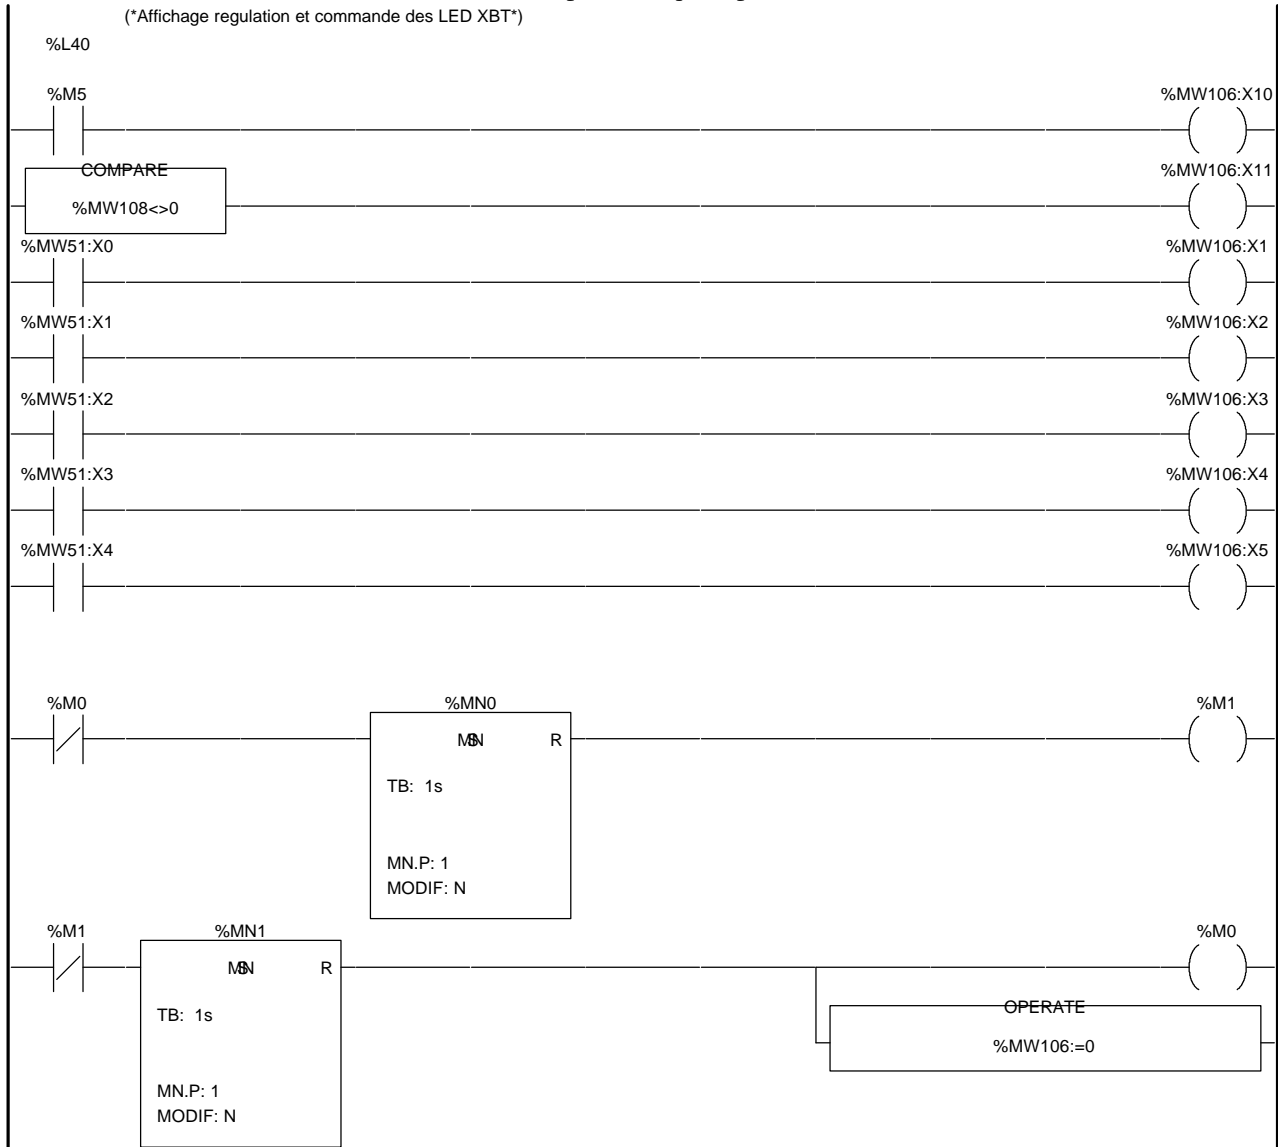 (*Affichage regulation et commande des LED XBT*)
%L40
%M5 %MW106:X10
COMPARE %MW106:X11
%MW108<>0
%MW51:X0 %MW106:X1
%MW51:X1 %MW106:X2
%MW51:X2 %MW106:X3
%MW51:X3 %MW106:X4
%MW51:X4 %MW106:X5
%M0 %MN0 %M1
R
TB: 1s
MN.P: 1
MODIF: N
%M1 %MN1 %M0
R
OPERATE
TB: 1s
%MW106:=0
MN.P: 1
MODIF: N